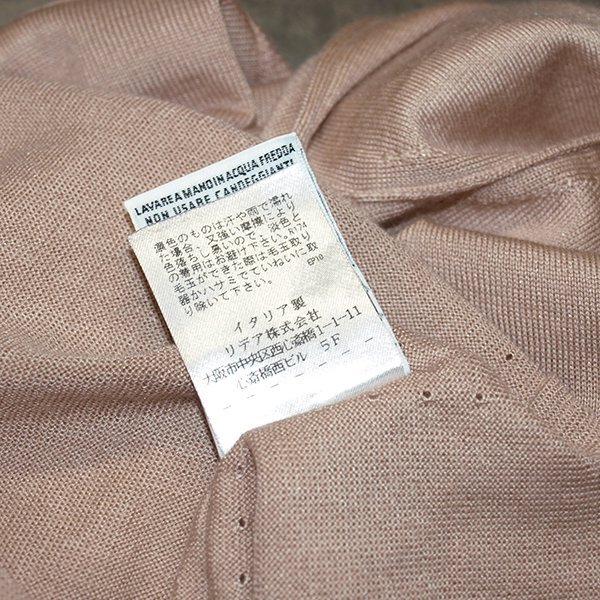 LAVARE A MANO IN ACQUA FREDDA
NON USARE CANDEGGIANTI
濃色のものは汗や雨で濡れ
た場合、又強い摩擦により
色落ちし易いので、淡色と
の着用はお避け下さい。N174
毛玉ができた際は毛玉取り
器かハサミでていねいに取
り除いて下さい。 EP10
イタリア製
リデア株式会社
大阪市中央区西心斎橋1-1-11
心斎橋西ビル 5F